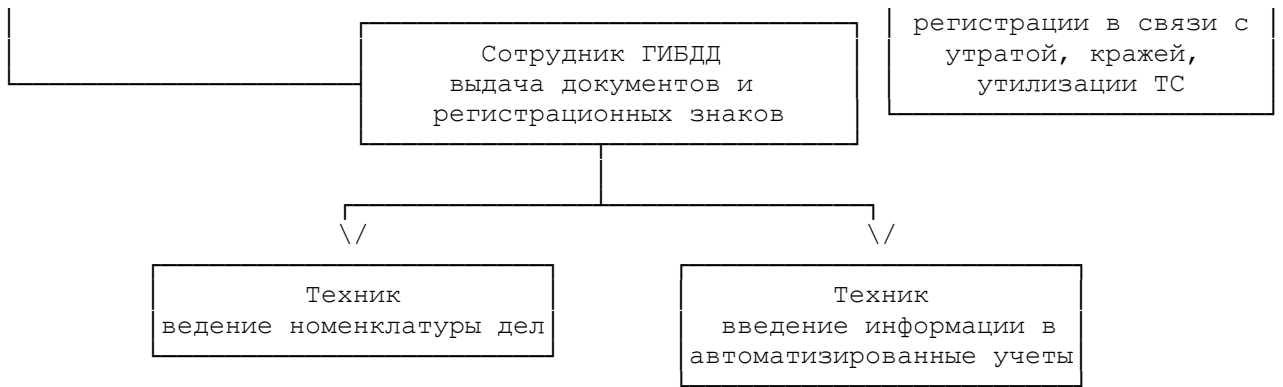 регистрации в связи с
утратой, кражей,
утилизации ТС
Сотрудник ГИБДД
выдача документов и
регистрационных знаков
\/
\/
Техник
ведение номенклатуры дел
Техник
введение информации в
автоматизированные учеты